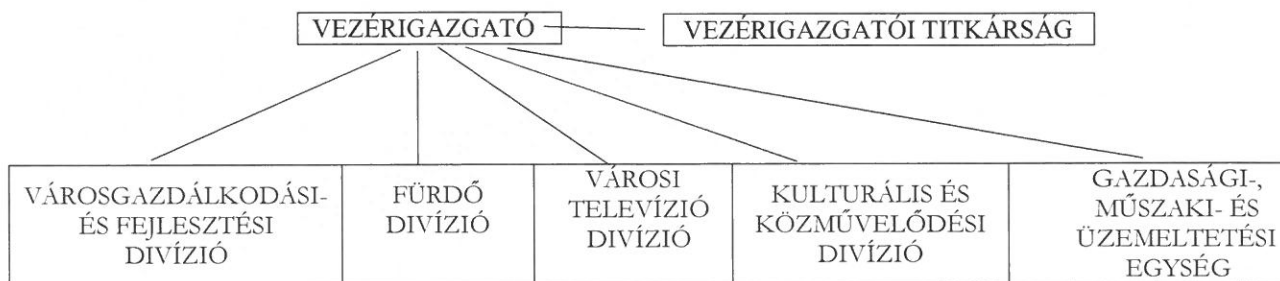 VEZÉRIGAZGATÓ
VEZÉRIGAZGATÓI TITKÁRSÁG
VÁROSGAZDÁLKODÁSI-
ÉS FEJLESZTÉSI
DIVÍZIÓ
FÜRDŐ
DIVÍZIÓ
VÁROSI
TELEVÍZIÓ
DIVÍZIÓ
KULTURÁLIS ÉS
KÖZMŰVELŐDÉSI
DIVÍZIÓ
GAZDASÁGI-,
MŰSZAKI- ÉS
ÜZEMELTETÉSI
EGYSÉG